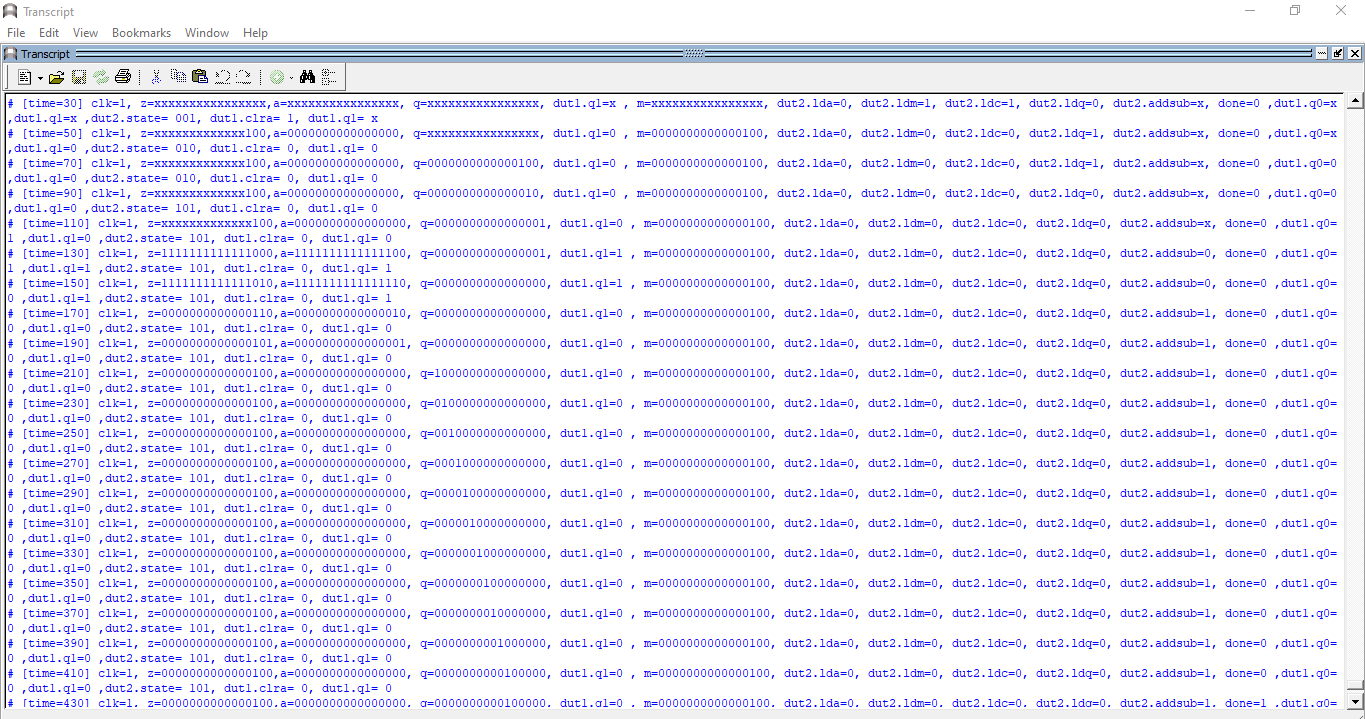 Transcript
File Edit View Bookmarks Window Help
Transcript
# [time=30] clk=1, z=xxxxxxxxxxxxxxxx,a=xxxxxxxxxxxxxxxx, q=xxxxxxxxxxxxxxxx, dut1.q1=x , m=xxxxxxxxxxxxxxxx, dut2.lda=0, dut2.ldm=1, dut2.ldc=1, dut2.ldq=0, dut2.addsub=x, done=0 ,dut1.q0=x
,dut1.q1=x ,dut2.state= 001, dut1.clra= 1, dut1.q1= x
# [time=50] clk=1, z=xxxxxxxxxxxxx100,a=0000000000000000, q=xxxxxxxxxxxxxxxx, dut1.q1=0 , m=0000000000000100, dut2.lda=0, dut2.ldm=0, dut2.ldc=0, dut2.ldq=1, dut2.addsub=x, done=0 ,dut1.q0=x
,dut1.q1=0 ,dut2.state= 010, dut1.clra= 0, dut1.q1= 0
# [time=70] clk=1, z=xxxxxxxxxxxxx100,a=0000000000000000, q=0000000000000100, dut1.q1=0 , m=0000000000000100, dut2.lda=0, dut2.ldm=0, dut2.ldc=0, dut2.ldq=1, dut2.addsub=x, done=0 ,dut1.q0=0
,dut1.q1=0 ,dut2.state= 010, dut1.clra= 0, dut1.q1= 0
# [time=90] clk=1, z=xxxxxxxxxxxxx100,a=0000000000000000, q=0000000000000010, dut1.q1=0 , m=0000000000000100, dut2.lda=0, dut2.ldm=0, dut2.ldc=0, dut2.ldq=0, dut2.addsub=x, done=0 ,dut1.q0=0
,dut1.q1=0 ,dut2.state= 101, dut1.clra= 0, dut1.q1= 0
# [time=110] clk=1, z=xxxxxxxxxxxxx100,a=0000000000000000, q=0000000000000001, dut1.q1=0 , m=0000000000000100, dut2.lda=0, dut2.ldm=0, dut2.ldc=0, dut2.ldq=0, dut2.addsub=x, done=0 ,dut1.q0=
1 ,dut1.q1=0 ,dut2.state= 101, dut1.clra= 0, dut1.q1= 0
# [time=130] clk=1, z=1111111111111000,a=1111111111111100, q=0000000000000001, dut1.q1=1 , m=0000000000000100, dut2.lda=0, dut2.ldm=0, dut2.ldc=0, dut2.ldq=0, dut2.addsub=0, done=0 ,dut1.q0=
1 ,dut1.q1=1 ,dut2.state= 101, dut1.clra= 0, dut1.q1= 1
# [time=150] clk=1, z=1111111111111010,a=1111111111111110, q=0000000000000000, dut1.q1=1 , m=0000000000000100, dut2.lda=0, dut2.ldm=0, dut2.ldc=0, dut2.ldq=0, dut2.addsub=0, done=0 ,dut1.q0=
0 ,dut1.q1=1 ,dut2.state= 101, dut1.clra= 0, dut1.q1= 1
# [time=170] clk=1, z=0000000000000110,a=0000000000000010, q=0000000000000000, dut1.q1=0 , m=0000000000000100, dut2.lda=0, dut2.ldm=0, dut2.ldc=0, dut2.ldq=0, dut2.addsub=1, done=0 ,dut1.q0=
0 ,dut1.q1=0 ,dut2.state= 101, dut1.clra= 0, dut1.q1= 0
# [time=190] clk=1, z=0000000000000101,a=0000000000000001, q=0000000000000000, dut1.q1=0 , m=0000000000000100, dut2.lda=0, dut2.ldm=0, dut2.ldc=0, dut2.ldq=0, dut2.addsub=1, done=0 ,dut1.q0=
0 ,dut1.q1=0 ,dut2.state= 101, dut1.clra= 0, dut1.q1= 0
# [time=210] clk=1, z=0000000000000100,a=0000000000000000, q=1000000000000000, dut1.q1=0 , m=0000000000000100, dut2.lda=0, dut2.ldm=0, dut2.ldc=0, dut2.ldq=0, dut2.addsub=1, done=0 ,dut1.q0=
0 ,dut1.q1=0 ,dut2.state= 101, dut1.clra= 0, dut1.q1= 0
# [time=230] clk=1, z=0000000000000100,a=0000000000000000, q=0100000000000000, dut1.q1=0 , m=0000000000000100, dut2.lda=0, dut2.ldm=0, dut2.ldc=0, dut2.ldq=0, dut2.addsub=1, done=0 ,dut1.q0=
0 ,dut1.q1=0 ,dut2.state= 101, dut1.clra= 0, dut1.q1= 0
# [time=250] clk=1, z=0000000000000100,a=0000000000000000, q=0010000000000000, dut1.q1=0 , m=0000000000000100, dut2.lda=0, dut2.ldm=0, dut2.ldc=0, dut2.ldq=0, dut2.addsub=1, done=0 ,dut1.q0=
0 ,dut1.q1=0 ,dut2.state= 101, dut1.clra= 0, dut1.q1= 0
# [time=270] clk=1, z=0000000000000100,a=0000000000000000, q=0001000000000000, dut1.q1=0 , m=0000000000000100, dut2.lda=0, dut2.ldm=0, dut2.ldc=0, dut2.ldq=0, dut2.addsub=1, done=0 ,dut1.q0=
0 ,dut1.q1=0 ,dut2.state= 101, dut1.clra= 0, dut1.q1= 0
# [time=290] clk=1, z=0000000000000100,a=0000000000000000, q=0000100000000000, dut1.q1=0 , m=0000000000000100, dut2.lda=0, dut2.ldm=0, dut2.ldc=0, dut2.ldq=0, dut2.addsub=1, done=0 ,dut1.q0=
0 ,dut1.q1=0 ,dut2.state= 101, dut1.clra= 0, dut1.q1= 0
# [time=310] clk=1, z=0000000000000100,a=0000000000000000, q=0000010000000000, dut1.q1=0 , m=0000000000000100, dut2.lda=0, dut2.ldm=0, dut2.ldc=0, dut2.ldq=0, dut2.addsub=1, done=0 ,dut1.q0=
0 ,dut1.q1=0 ,dut2.state= 101, dut1.clra= 0, dut1.q1= 0
# [time=330] clk=1, z=0000000000000100,a=0000000000000000, q=0000001000000000, dut1.q1=0 , m=0000000000000100, dut2.lda=0, dut2.ldm=0, dut2.ldc=0, dut2.ldq=0, dut2.addsub=1, done=0 ,dut1.q0=
0 ,dut1.q1=0 ,dut2.state= 101, dut1.clra= 0, dut1.q1= 0
# [time=350] clk=1, z=0000000000000100,a=0000000000000000, q=0000000100000000, dut1.q1=0 , m=0000000000000100, dut2.lda=0, dut2.ldm=0, dut2.ldc=0, dut2.ldq=0, dut2.addsub=1, done=0 ,dut1.q0=
0 ,dut1.q1=0 ,dut2.state= 101, dut1.clra= 0, dut1.q1= 0
# [time=370] clk=1, z=0000000000000100,a=0000000000000000, q=0000000010000000, dut1.q1=0 , m=0000000000000100, dut2.lda=0, dut2.ldm=0, dut2.ldc=0, dut2.ldq=0, dut2.addsub=1, done=0 ,dut1.q0=
0 ,dut1.q1=0 ,dut2.state= 101, dut1.clra= 0, dut1.q1= 0
# [time=390] clk=1, z=0000000000000100,a=0000000000000000, q=0000000001000000, dut1.q1=0 , m=0000000000000100, dut2.lda=0, dut2.ldm=0, dut2.ldc=0, dut2.ldq=0, dut2.addsub=1, done=0 ,dut1.q0=
0 ,dut1.q1=0 ,dut2.state= 101, dut1.clra= 0, dut1.q1= 0
# [time=410] clk=1, z=0000000000000100,a=0000000000000000, q=0000000000100000, dut1.q1=0 , m=0000000000000100, dut2.lda=0, dut2.ldm=0, dut2.ldc=0, dut2.ldq=0, dut2.addsub=1, done=0 ,dut1.q0=
0 ,dut1.q1=0 ,dut2.state= 101, dut1.clra= 0, dut1.q1= 0
# [time=430] clk=1, z=0000000000000100,a=0000000000000000, q=0000000000100000, dut1.q1=0 , m=0000000000000100, dut2.lda=0, dut2.ldm=0, dut2.ldc=0, dut2.ldq=0, dut2.addsub=1, done=1 ,dut1.q0=